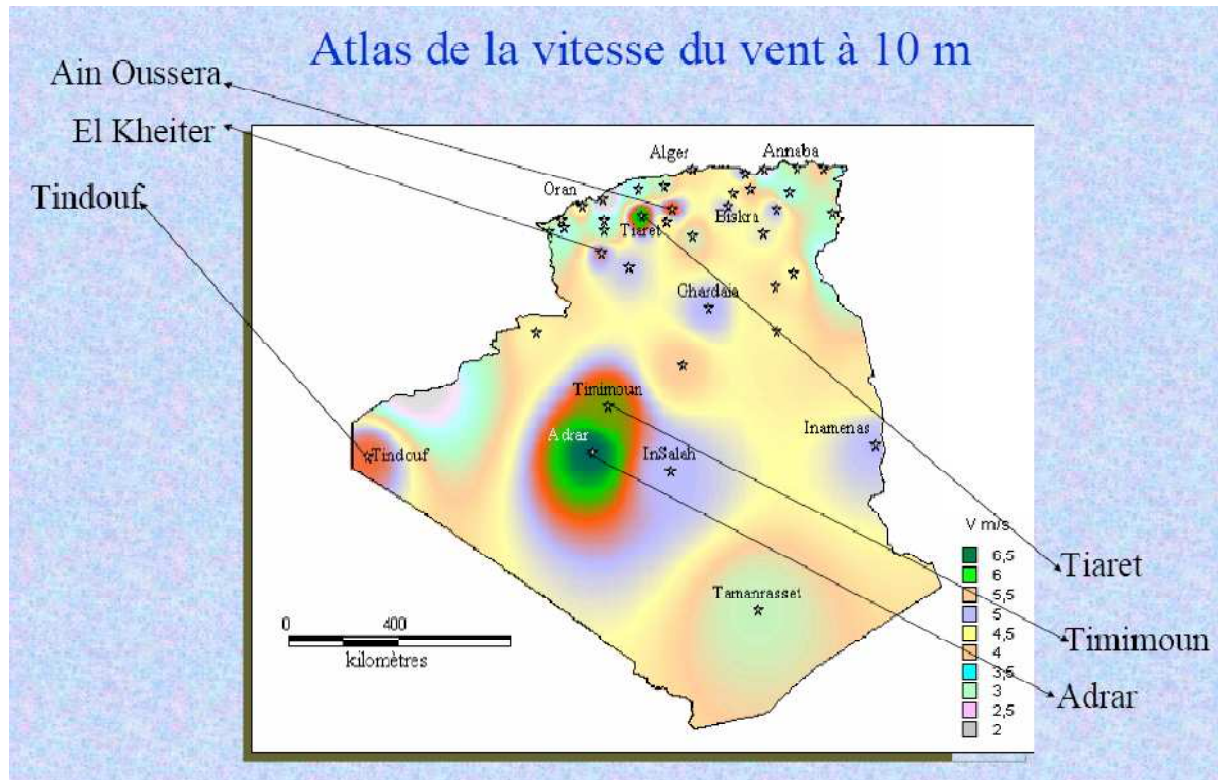 Atlas de la vitesse du vent à 10 m
Ain Oussera
El Kheiter
Tindouf
Alger
Annaba
Oran
Tiaret
Biskra
Ghardaia
Timimoun
Adrar
Tindouf
InSalah
Inamenas
Tamanrasset
0 400
kilomètres
V m/s
6,5
6
5,5
5
4,5
4
3,5
3
2,5
2
Tiaret
Timimoun
Adrar